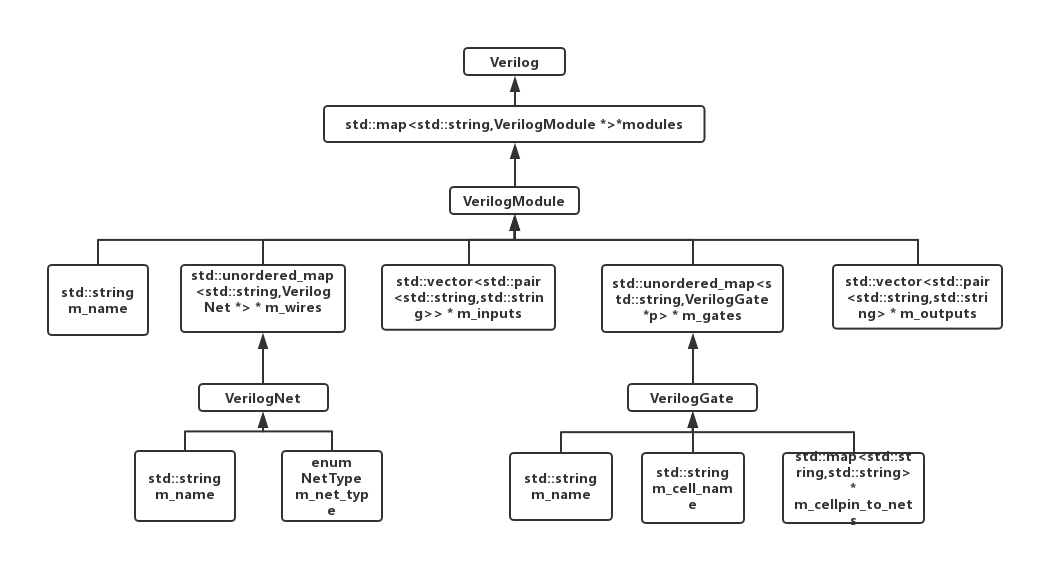 Verilog
std::map<std::string,VerilogModule *>*modules
VerilogModule
std::string
m_name
std::unordered_map
<std::string,Verilog
Net *> * m_wires
std::vector<std::pair
<std::string,std::strin
g>> * m_inputs
std::unordered_map<s
td::string,VerilogGate
*p> * m_gates
std::vector<std::pair
<std::string,std::stri
ng> * m_outputs
VerilogNet
VerilogGate
std::string
m_name
enum
NetType
m_net_typ
e
std::string
m_name
std::string
m_cell_nam
e
std::map<std::st
ring,std::string>
*
m_cellpin_to_net
s